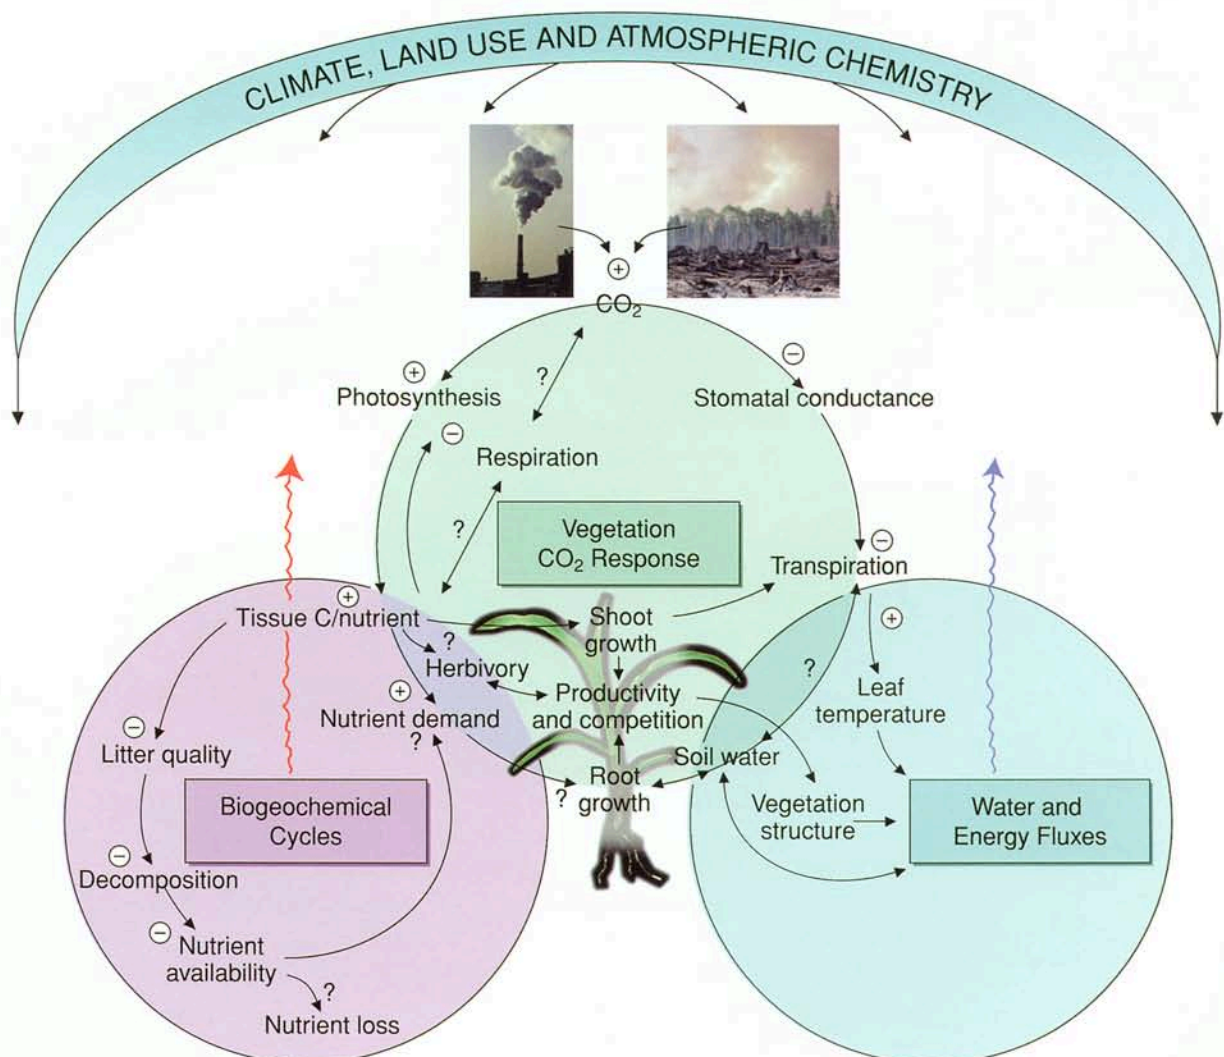 CLIMATE, LAND USE AND ATMOSPHERIC CHEMISTRY
+
CO₂
+
Photosynthesis
?
−
Stomatal conductance
−
Respiration
?
Vegetation
CO₂ Response
−
Transpiration
+
Tissue C/nutrient
?
Herbivory
Shoot
growth
+
?
Leaf
temperature
+
Nutrient demand
?
Productivity
and competition
−
Litter quality
Soil water
?
Root
growth
Biogeochemical
Cycles
Vegetation
structure
Water and
Energy Fluxes
−
Decomposition
−
Nutrient
availability
?
Nutrient loss